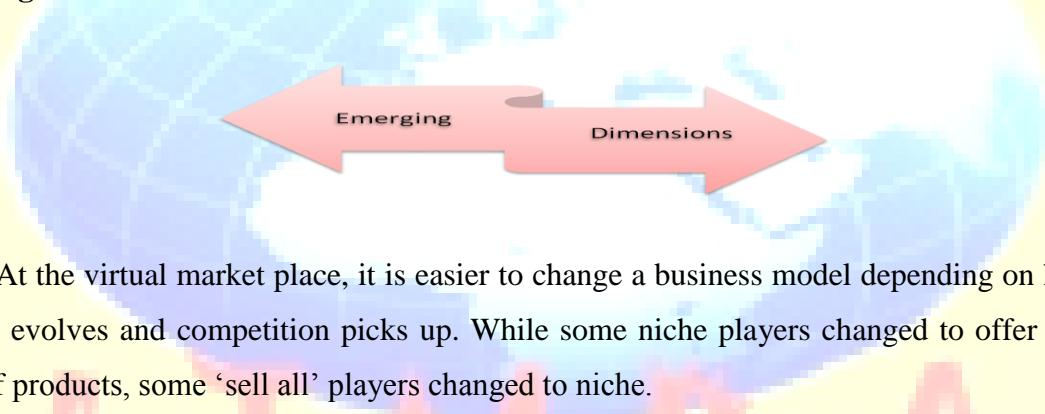 Emerging
Dimensions
At the virtual market place, it is easier to change a business model depending on
evolves and competition picks up. While some niche players changed to offer
products, some ‘sell all’ players changed to niche.